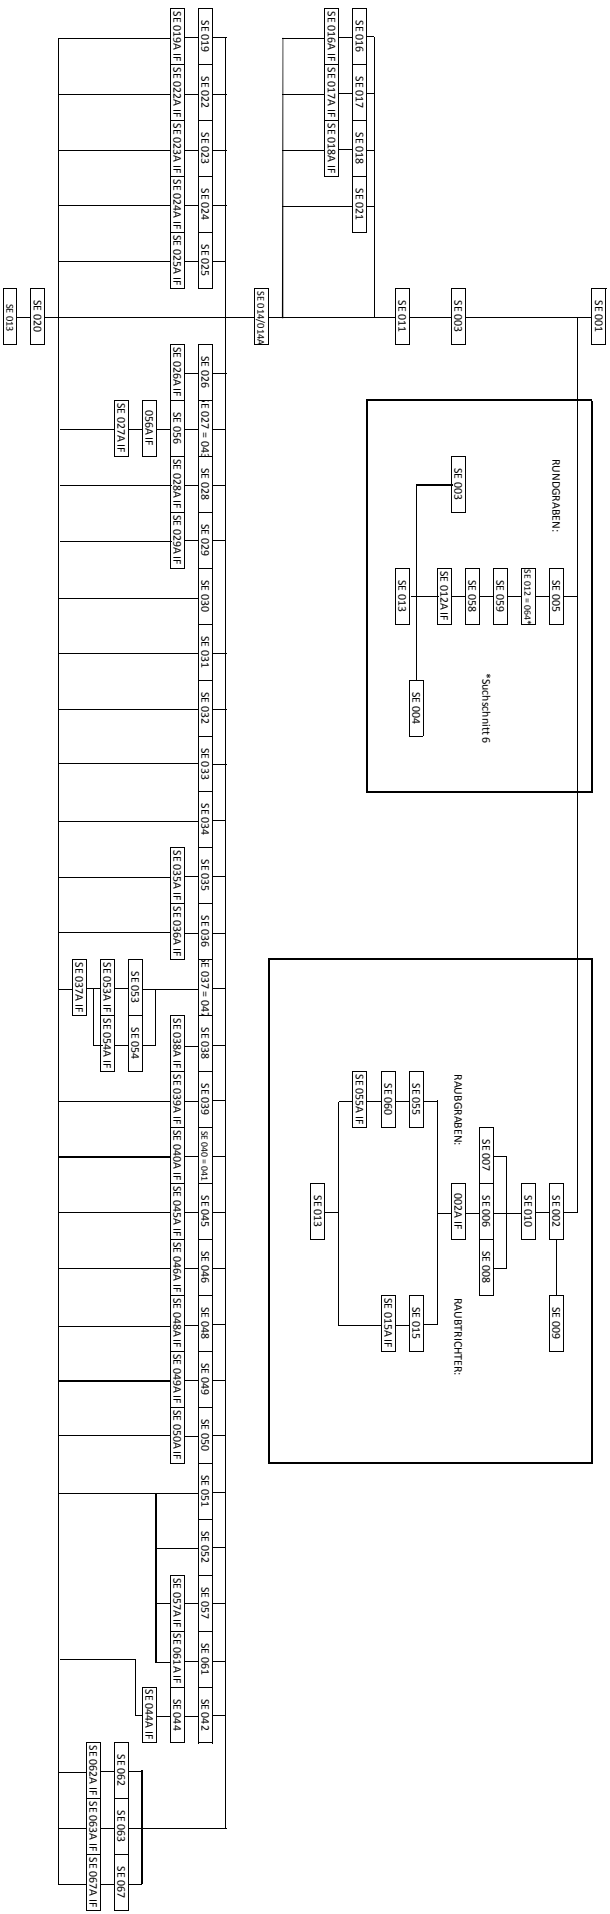 SE 001
SE 003
SE 011
RUNDGRABEN:
SE 005
SE 012 = 064*
SE 059
*Suchschnitt 6
SE 058
SE 003
SE 012A IF
SE 004
SE 013
SE 002
SE 009
SE 010
SE 007
SE 006
SE 008
RAUBGRABEN:
002A IF
RAUBTRICHTER:
SE 055
SE 015
SE 060
SE 015A IF
SE 055A IF
SE 013
SE 016
SE 017
SE 018
SE 021
SE 016A IF
SE 017A IF
SE 018A IF
SE 014/014A
SE 019
SE 022
SE 023
SE 024
SE 025
SE 026
E 027 =
SE 028
SE 029
SE 030
SE 031
SE 032
SE 033
SE 034
SE 035
SE 036
E 037 =
SE 038
SE 039
SE 040 = 041
SE 045
SE 046
SE 048
SE 049
SE 050
SE 051
SE 052
SE 057
SE 061
SE 042
SE 019A IF
SE 022A IF
SE 023A IF
SE 024A IF
SE 025A IF
SE 026A IF
SE 056
SE 028A IF
SE 029A IF
SE 035A IF
SE 036A IF
SE 038A IF
SE 039A IF
SE 040A IF
SE 045A IF
SE 046A IF
SE 048A IF
SE 049A IF
SE 050A IF
SE 057A IF
SE 061A IF
SE 044
056A IF
SE 044A IF
SE 053
SE 054
SE 027A IF
SE 062
SE 063
SE 067
SE 053A IF
SE 054A IF
SE 062A IF
SE 063A IF
SE 067A IF
SE 037A IF
SE 020
SE 013